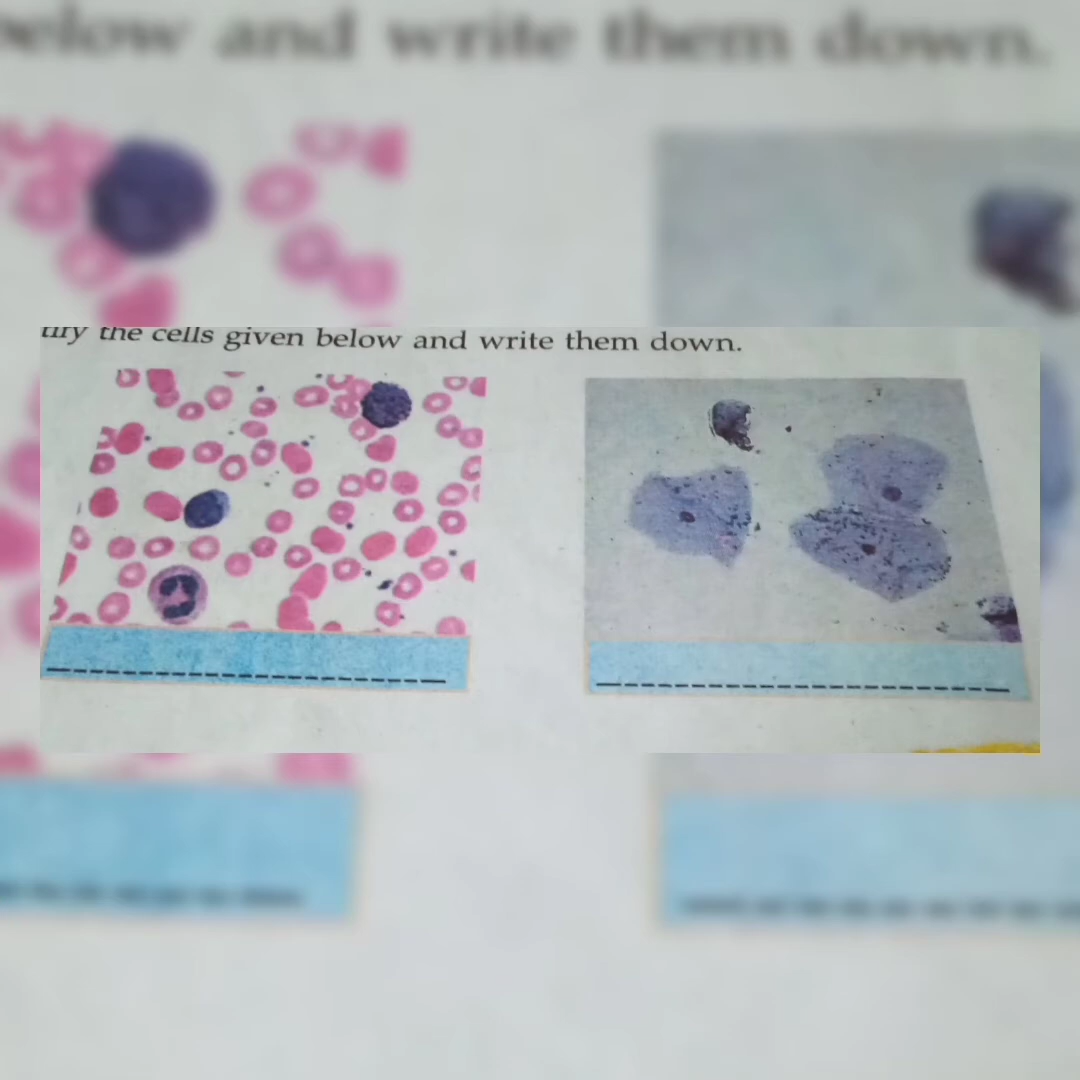 below and write them down.
the cells given below and write them down.